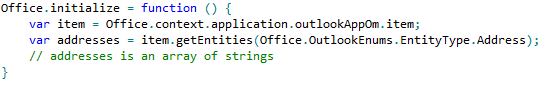 Office.initialize = function () {
    var item = Office.context.application.outlookAppOm.item;
    var addresses = item.getEntities(Office.OutlookEnums.EntityType.Address);
    // addresses is an array of strings
}